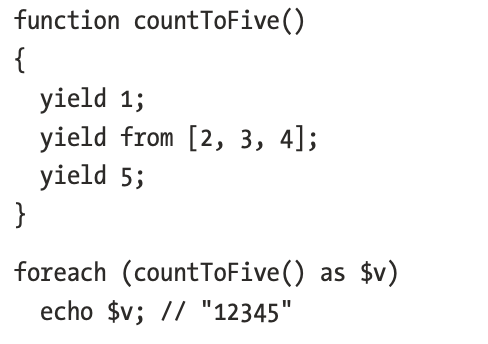 function countToFive()
{
  yield 1;
  yield from [2, 3, 4];
  yield 5;
}
foreach (countToFive() as $v)
  echo $v; // "12345"